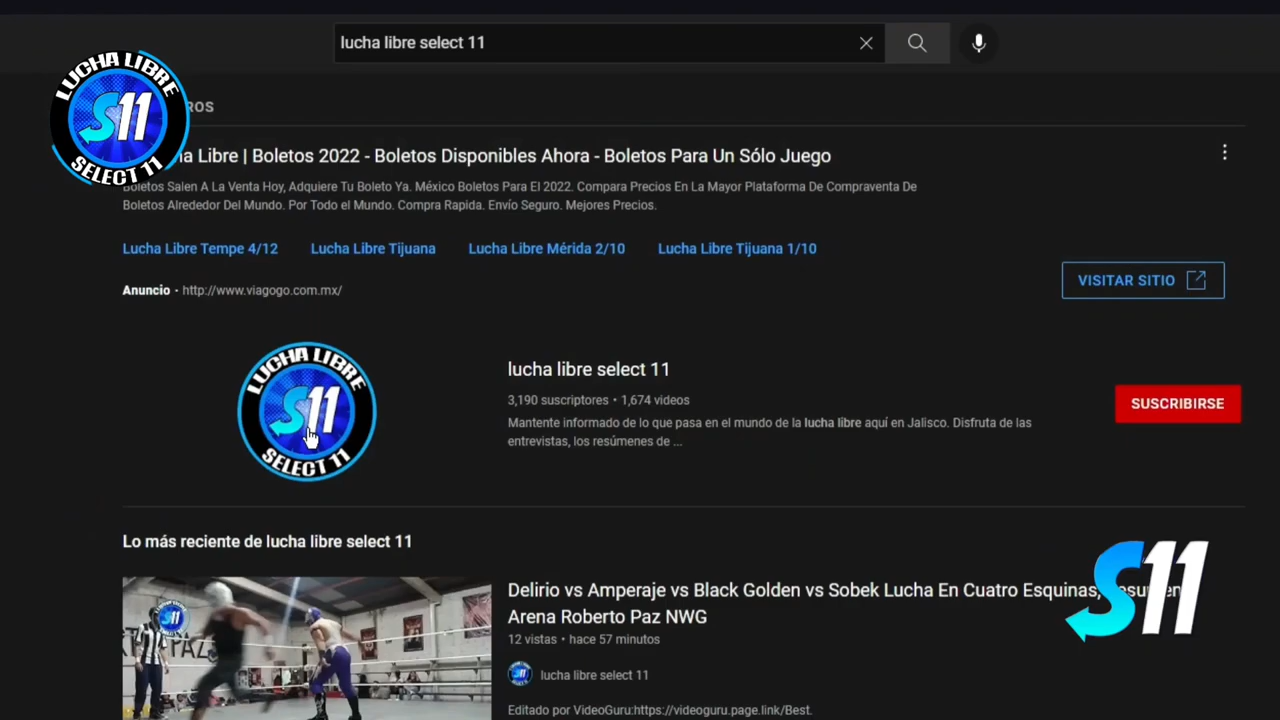 lucha libre select 11
LUCHA LIBRE
S11
SELECT 11
ROS
Libre | Boletos 2022 - Boletos Disponibles Ahora - Boletos Para Un Sólo Juego
Boletos Salen A La Venta Hoy, Adquiere Tu Boleto Ya. México Boletos Para El 2022. Compara Precios En La Mayor Plataforma De Compraventa De
Boletos Alrededor Del Mundo. Por Todo el Mundo. Compra Rapida. Envío Seguro. Mejores Precios.
Lucha Libre Tempe 4/12 Lucha Libre Tijuana Lucha Libre Mérida 2/10 Lucha Libre Tijuana 1/10
VISITAR SITIO
Anuncio · http://www.viagogo.com.mx/
LUCHA LIBRE
S11
SELECT 11
lucha libre select 11
3,190 suscriptores • 1,674 videos
Mantente informado de lo que pasa en el mundo de la lucha libre aquí en Jalisco. Disfruta de las
entrevistas, los resúmenes de ...
SUSCRIBIRSE
Lo más reciente de lucha libre select 11
Delirio vs Amperaje vs Black Golden vs Sobek Lucha En Cuatro Esquinas,
Arena Roberto Paz NWG
12 vistas • hace 57 minutos
lucha libre select 11
Editado por VideoGuru:https://videoguru.page.link/Best.
S11